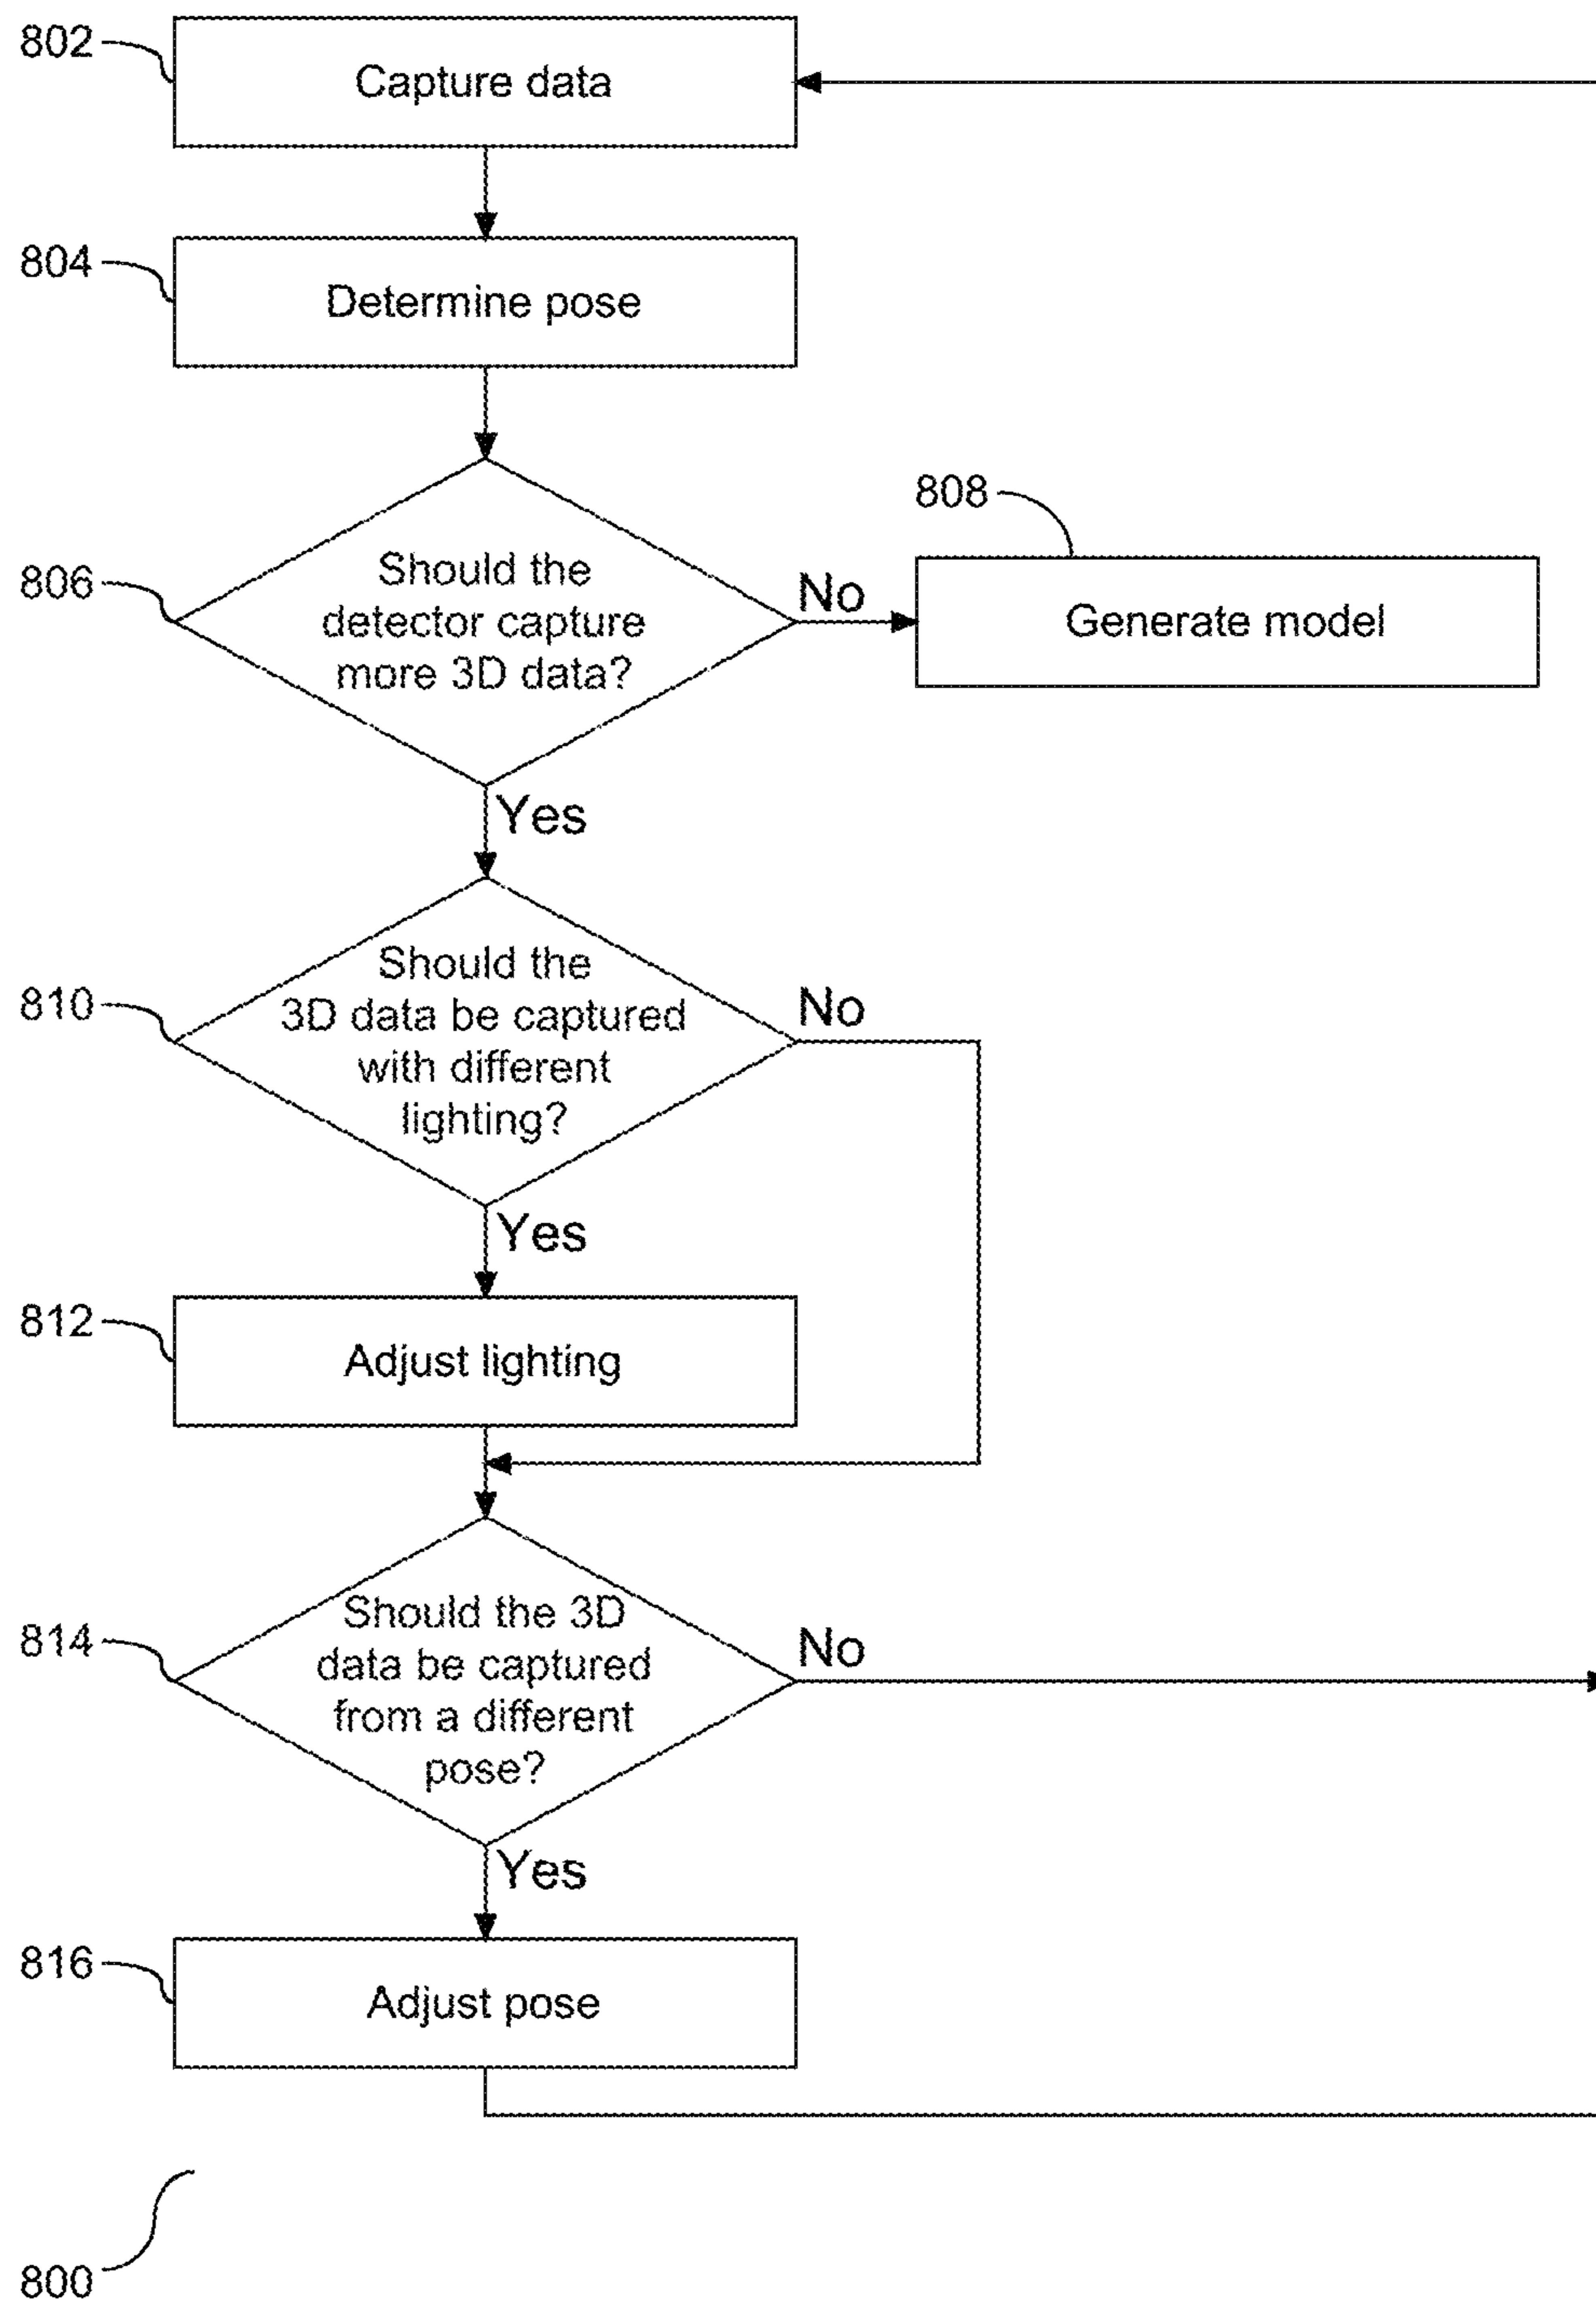 802
Capture data
804
Determine pose
808
806
Should the
detector capture
more 3D data?
No
Generate model
Yes
810
Should the
3D data be captured
with different
lighting?
No
Yes
812
Adjust lighting
814
Should the 3D
data be captured
from a different
pose?
No
Yes
816
Adjust pose
800